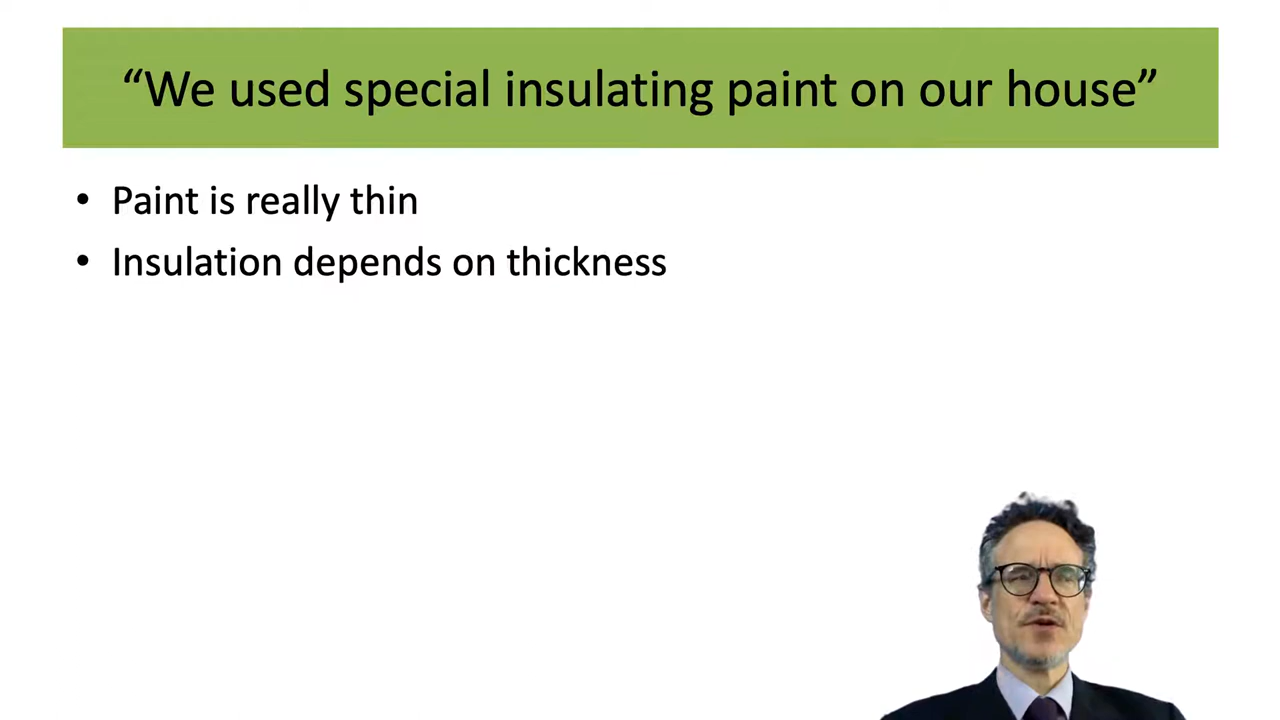 “We used special insulating paint on our house”
• Paint is really thin
• Insulation depends on thickness